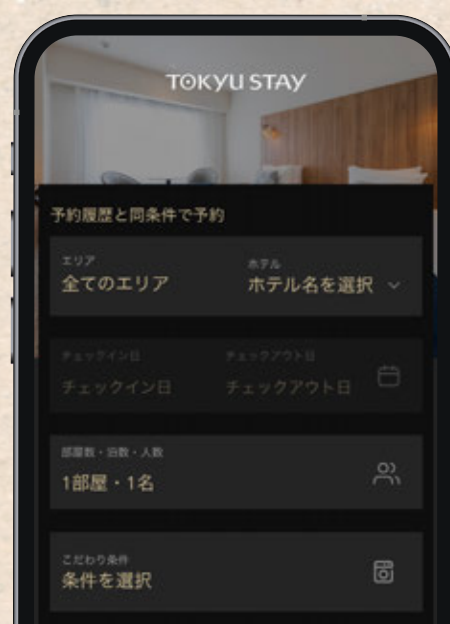 TOKYU STAY
予約履歴と同条件で予約
エリア
ホテル
全てのエリア
ホテル名を選択
チェックイン日
チェックアウト日
チェックイン日
チェックアウト日
部屋数・泊数・人数
1部屋・1名
こだわり条件
条件を選択